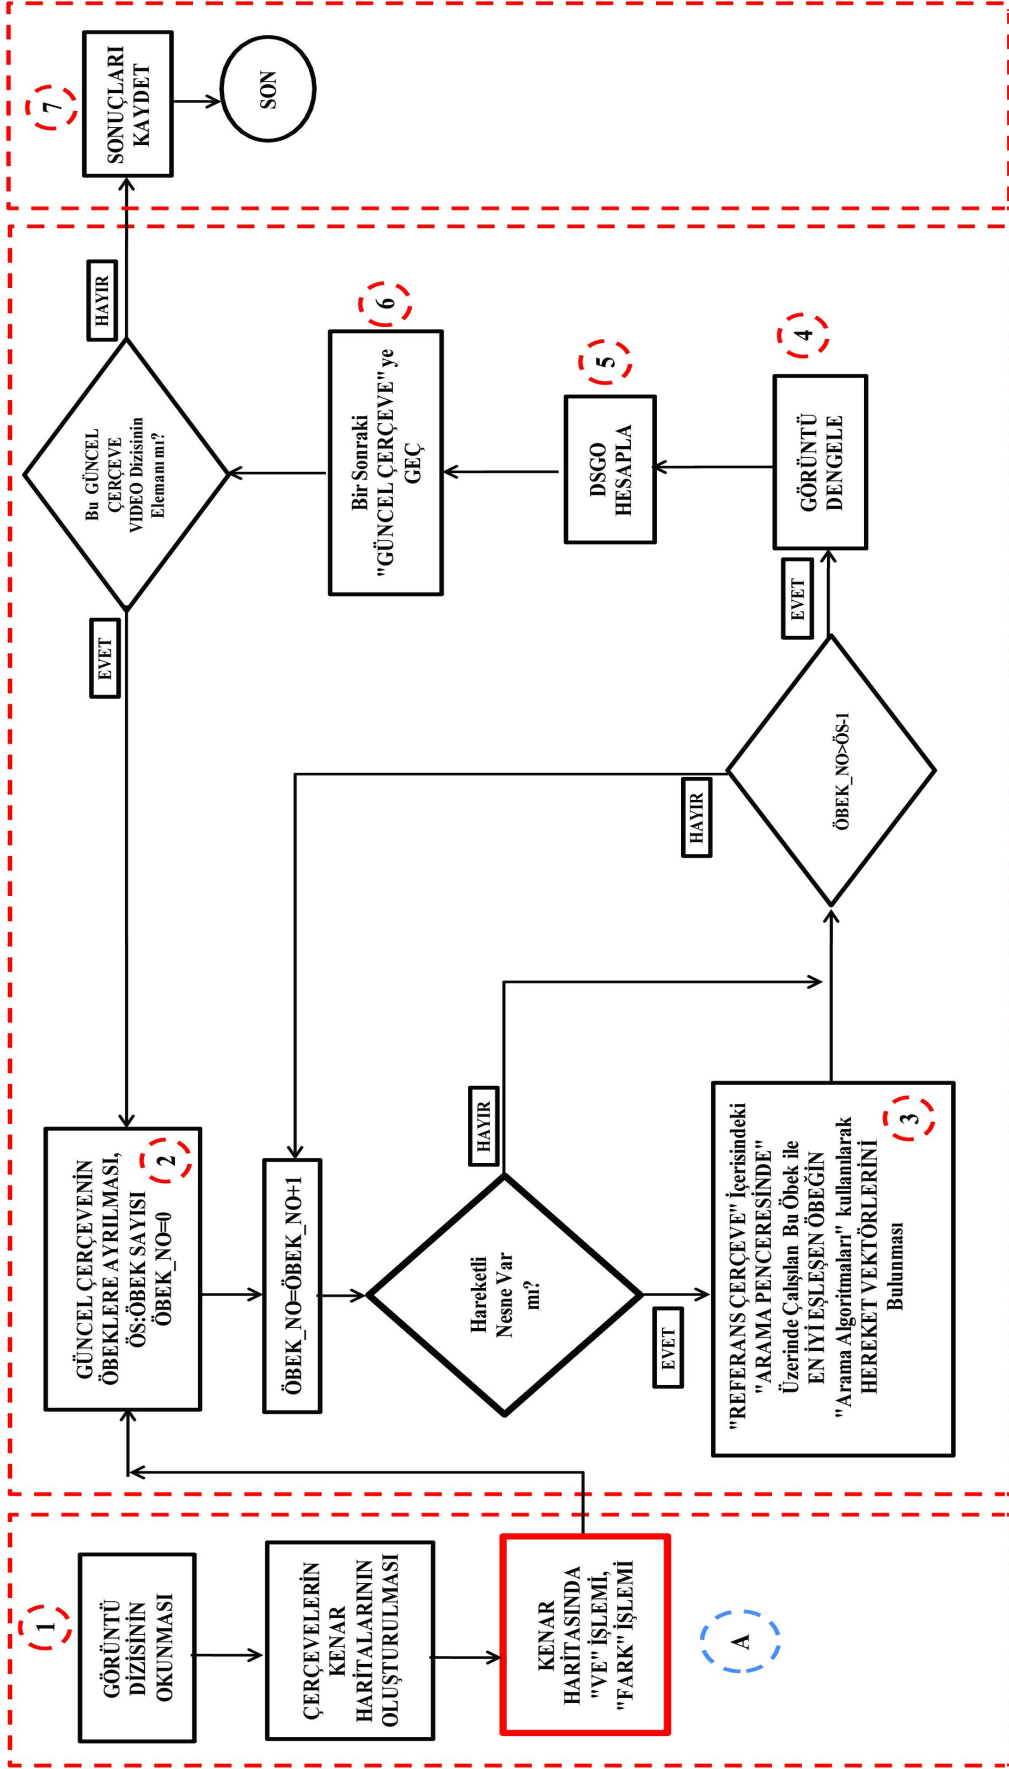 1
GÖRÜNTÜ
DİZİSİNİN
OKUNMASI
ÇERÇEVELERİN
KENAR
HARİTALARININ
OLUŞTURULMASI
KENAR
HARİTASINDA
"VE" İŞLEMİ,
"FARK" İŞLEMİ
A
GÜNCEL ÇERÇEVENİN
ÖBEKLERE AYRILMASI,
ÖS:ÖBEK SAYISI
ÖBEK_NO=0
2
ÖBEK_NO=ÖBEK_NO+1
Hareketli
Nesne Var
mı?
HAYIR
EVET
"REFERANS ÇERÇEVE" İçerisindeki
"ARAMA PENCERESİNDE"
Üzerinde Çalışılan Bu Öbek ile
EN İYİ EŞLEŞEN ÖBEĞİN
"Arama Algoritmaları" kullanılarak
HEREKET VEKTÖRLERİNİ
Bulunması
3
ÖBEK_NO>ÖS-1
HAYIR
EVET
GÖRÜNTÜ
DENGELE
4
DSGO
HESAPLA
5
Bir Sonraki
"GÜNCEL ÇERÇEVE" ye
GEÇ
6
Bu GÜNCEL
ÇERÇEVE
VIDEO Dizisinin
Elemanı mı?
EVET
HAYIR
7
SONUÇLARI
KAYDET
SON